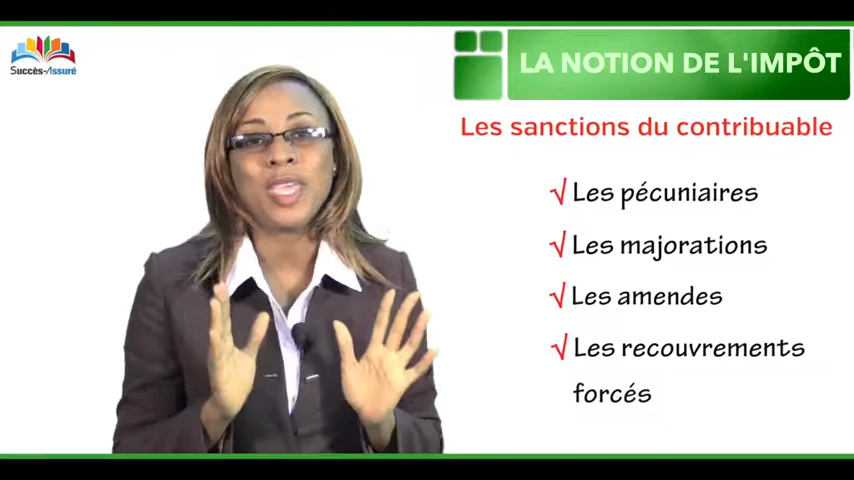 Succès-Assuré
LA NOTION DE L'IMPÔT
Les sanctions du contribuable
√ Les pécuniaires
√ Les majorations
√ Les amendes
√ Les recouvrements
forcés